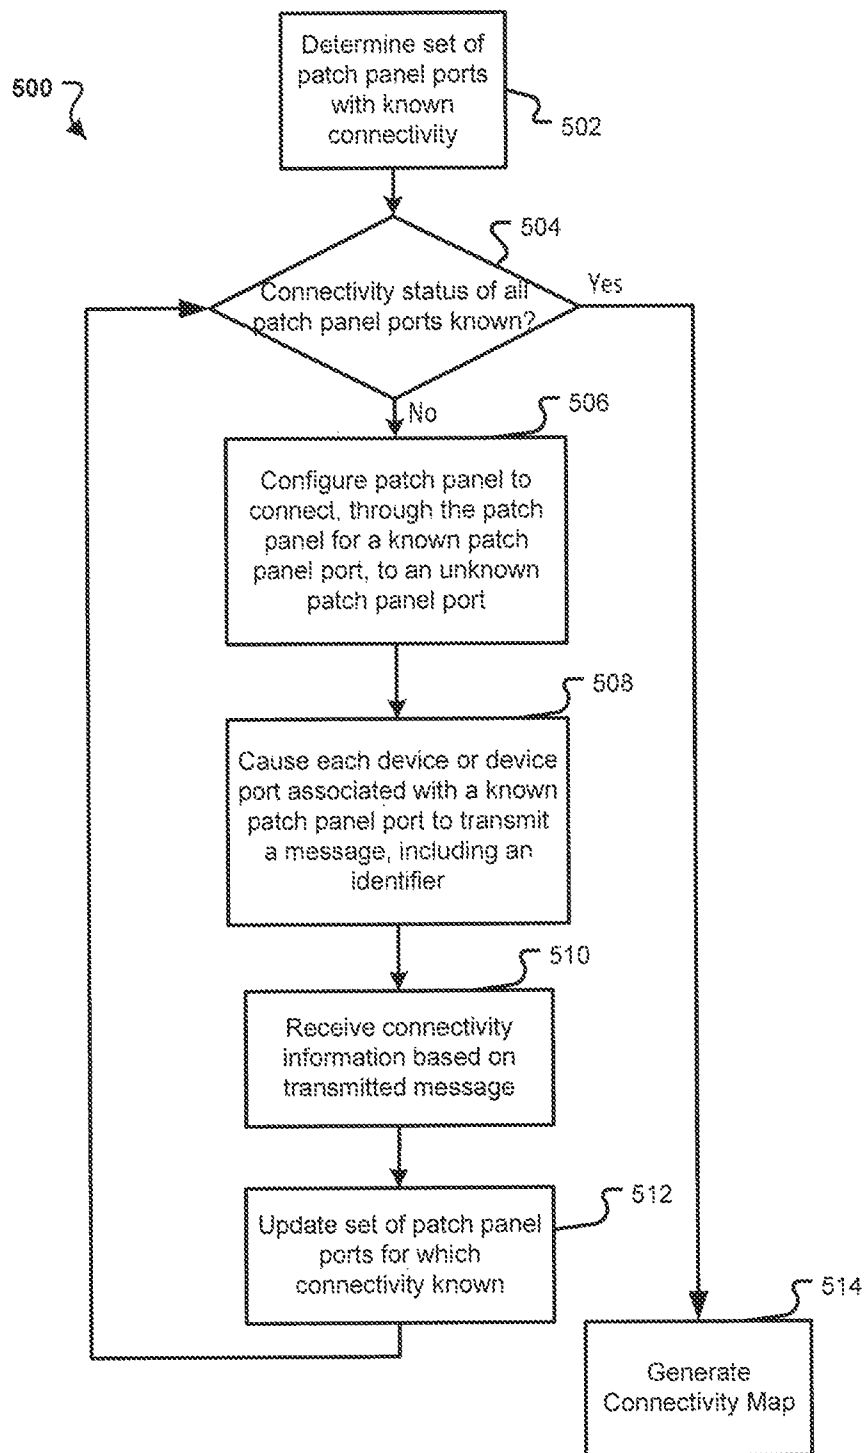 500
Determine set of
patch panel ports
with known
connectivity
502
504
Connectivity status of all
patch panel ports known?
Yes
No
506
Configure patch panel to
connect, through the patch
panel for a known patch
panel port, to an unknown
patch panel port
508
Cause each device or device
port associated with a known
patch panel port to transmit
a message, including an
identifier
510
Receive connectivity
information based on
transmitted message
512
Update set of patch panel
ports for which
connectivity known
514
Generate
Connectivity Map